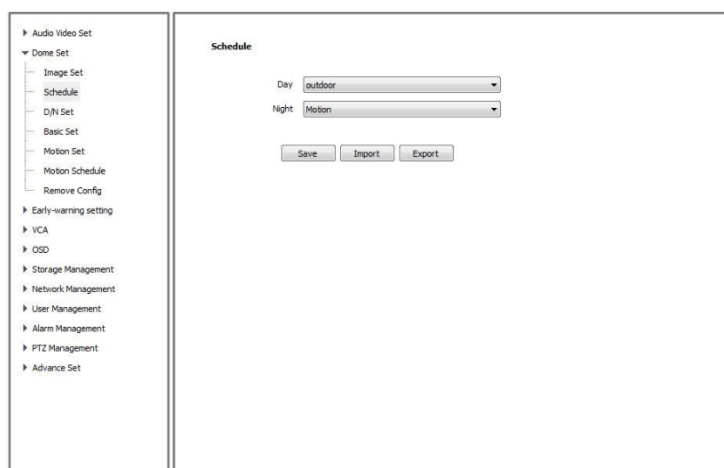 Audio Video Set
Dome Set
Image Set
Schedule
D/N Set
Basic Set
Motion Set
Motion Schedule
Remove Config
Early-warning setting
VCA
OSD
Storage Management
Network Management
User Management
Alarm Management
PTZ Management
Advance Set
Schedule
Day outdoor
Night Motion
Save Import Export